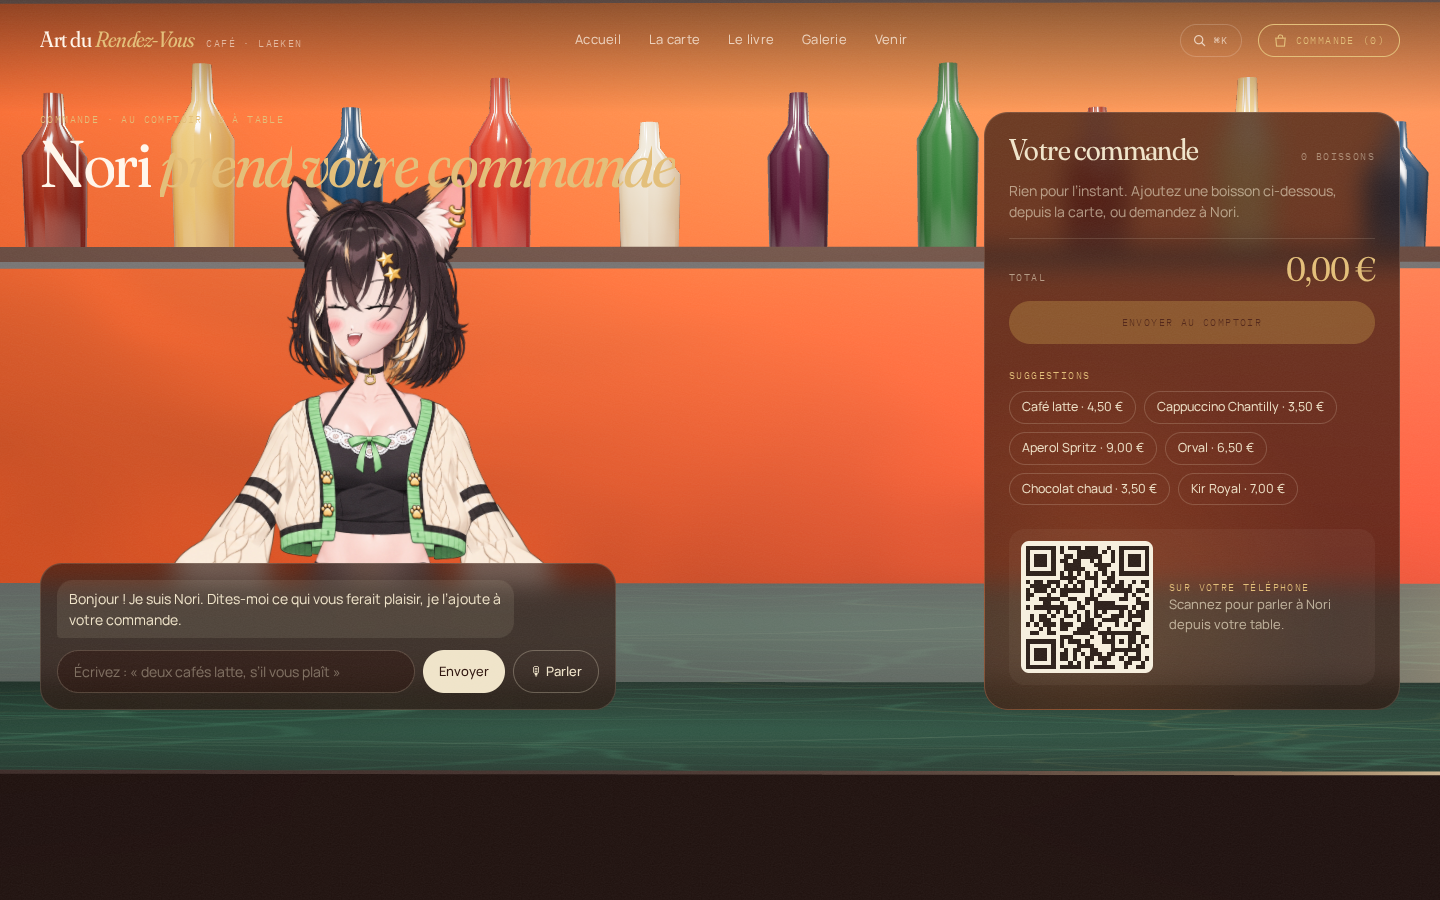 Art du Rendez-Vous CAFÉ · LAEKEN
Accueil La carte Le livre Galerie Venir
⌘K
COMMANDE (0)
COMMANDE · AU COMPTOIR À TABLE
Nori prend votre commande
Votre commande
0 BOISSONS
Rien pour l'instant. Ajoutez une boisson ci-dessous,
depuis la carte, ou demandez à Nori.
TOTAL
0,00 €
ENVOYER AU COMPTOIR
SUGGESTIONS
Café latte · 4,50 €
Cappuccino Chantilly · 3,50 €
Aperol Spritz · 9,00 €
Orval · 6,50 €
Chocolat chaud · 3,50 €
Kir Royal · 7,00 €
SUR VOTRE TÉLÉPHONE
Scannez pour parler à Nori
depuis votre table.
Bonjour ! Je suis Nori. Dites-moi ce qui vous ferait plaisir, je l'ajoute à
votre commande.
Écrivez : « deux cafés latte, s'il vous plaît »
Envoyer
🎙 Parler